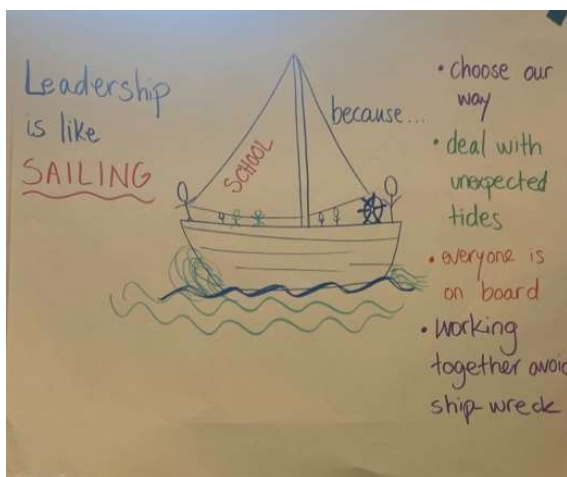 Leadership
is like
SAILING
SCHOOL
because...
• choose our
way
• deal with
unexpected
tides
• everyone is
on board
• working
together avoid
ship-wreck